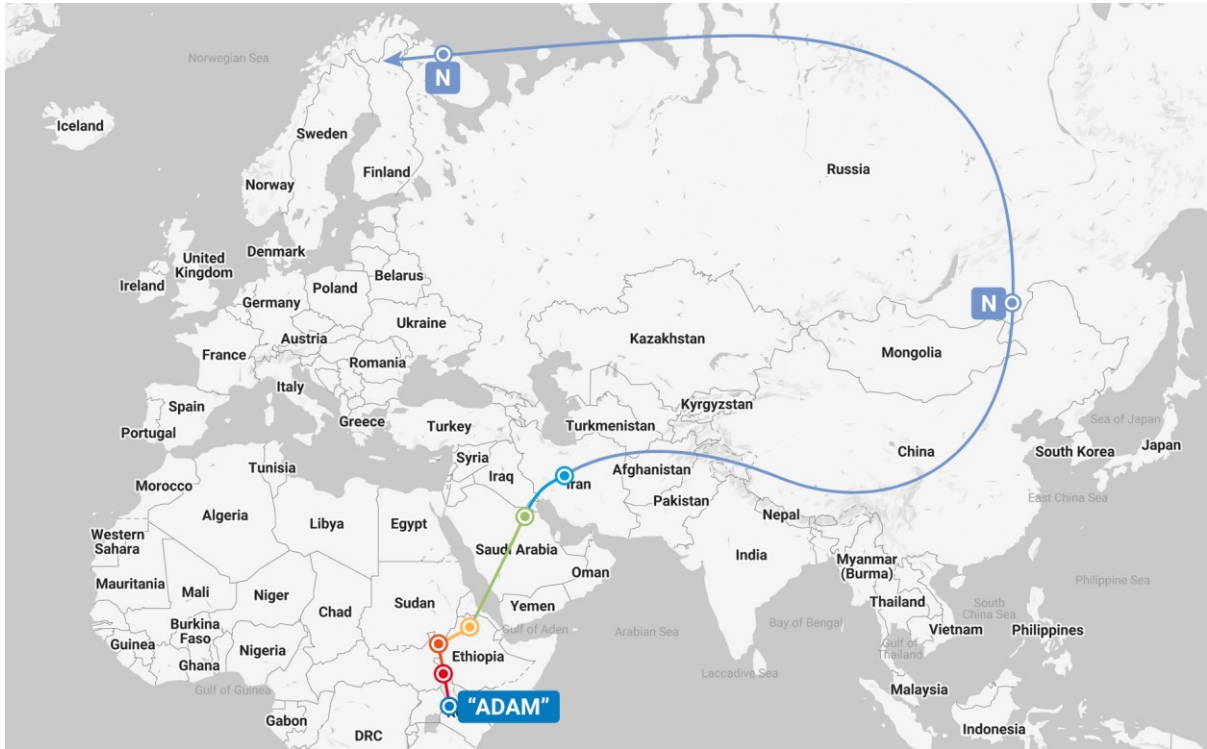 Norwegian Sea
N
Iceland
Sweden
Finland
Norway
Russia
Denmark
United
Kingdom
Ireland
Belarus
Poland
Germany
Ukraine
Austria
France
Romania
Italy
Spain
Portugal
Greece
Turkey
Kazakhstan
Mongolia
N
Kyrgyzstan
Turkmenistan
Sea of Japan
Japan
South Korea
China
Syria
Iraq
Iran
Afghanistan
Pakistan
Nepal
East China Sea
Tunisia
Morocco
Algeria
Libya
Egypt
Western
Sahara
Saudi Arabia
Oman
India
Myanmar
(Burma)
Mauritania
Mali
Niger
Chad
Sudan
Yemen
Thailand
Philippine Sea
Burkina
Faso
Guinea
Ghana
Nigeria
Ethiopia
Gulf of Aden
Arabian Sea
Bay of Bengal
South
China Sea
Vietnam
Philippines
Gulf of
Thailand
Laccadive Sea
Gulf of Guinea
Malaysia
Gabon
DRC
“ADAM”
Indonesia